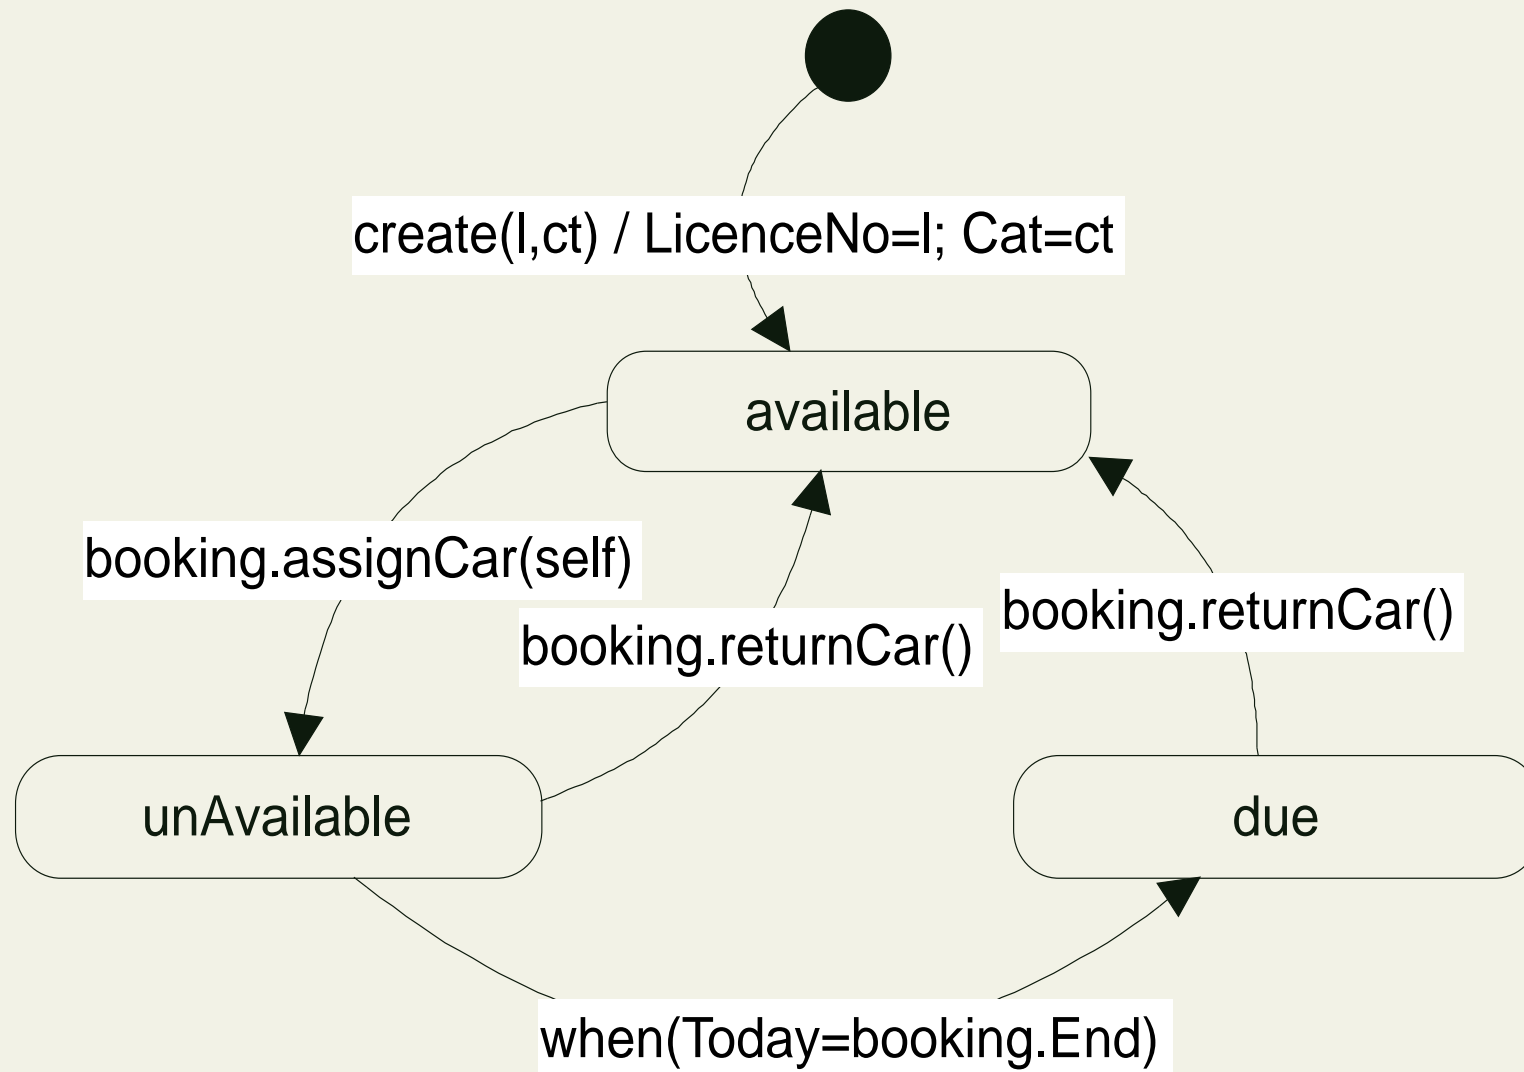 create(l,ct) / LicenceNo=l; Cat=ct
available
booking.assignCar(self)
booking.returnCar()
booking.returnCar()
unAvailable
due
when(Today=booking.End)